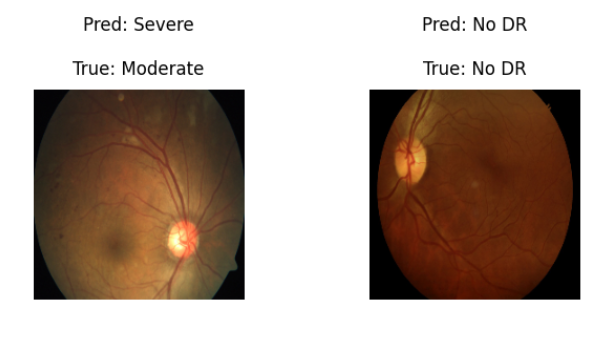 Pred: Severe
True: Moderate
Pred: No DR
True: No DR